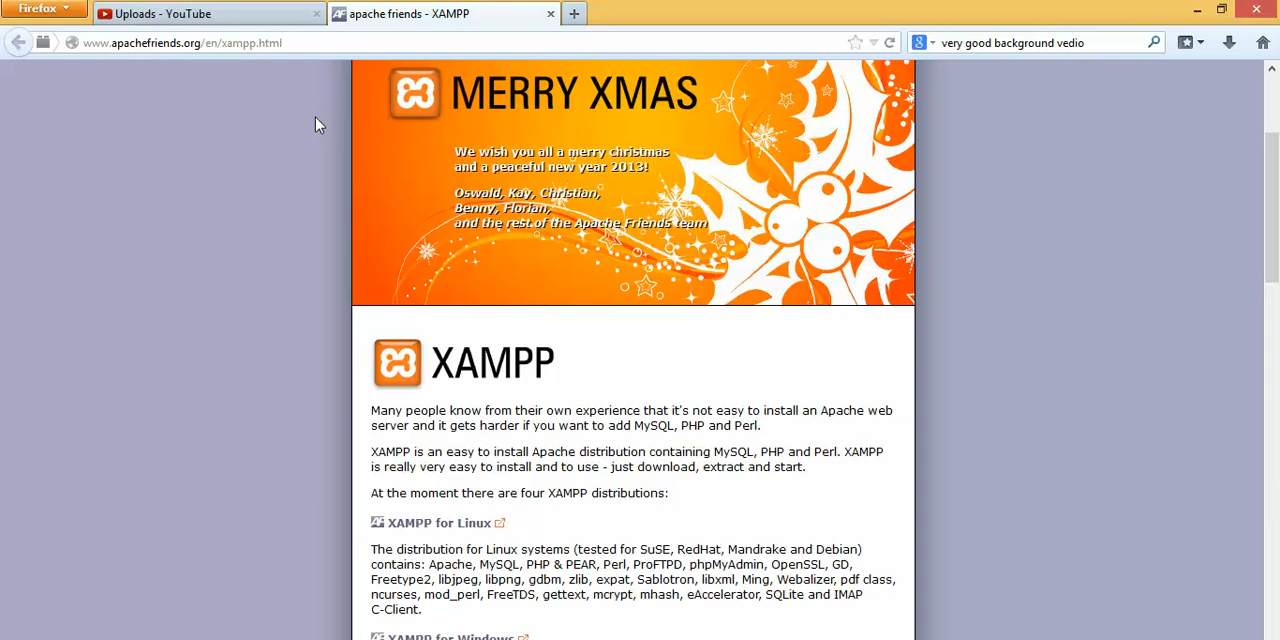 Firefox
Uploads - YouTube
apache friends - XAMPP
www.apachefriends.org/en/xampp.html
very good background vedio
MERRY XMAS
We wish you all a merry christmas
and a peaceful new year 2013!
Oswald, Kay, Christian,
Benny, Florian,
and the rest of the Apache Friends team
XAMPP
Many people know from their own experience that it's not easy to install an Apache web
server and it gets harder if you want to add MySQL, PHP and Perl.
XAMPP is an easy to install Apache distribution containing MySQL, PHP and Perl. XAMPP
is really very easy to install and to use - just download, extract and start.
At the moment there are four XAMPP distributions:
AF XAMPP for Linux
The distribution for Linux systems (tested for SuSE, RedHat, Mandrake and Debian)
contains: Apache, MySQL, PHP & PEAR, Perl, ProFTPD, phpMyAdmin, OpenSSL, GD,
Freetype2, libjpeg, libpng, gdbm, zlib, expat, Sablotron, libxml, Ming, Webalizer, pdf class,
ncurses, mod_perl, FreeTDS, gettext, mcrypt, mhash, eAccelerator, SQLite and IMAP
C-Client.
AF XAMPP for Windows